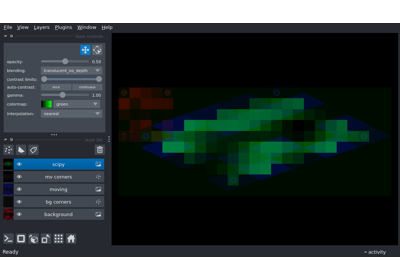 File View Layers Plugins Window Help
opacity: 0.50
blending: translucent_no_depth
contrast limits:
auto-contrast: once continuous
gamma: 1.00
colormap: green
interpolation: nearest
scipy
mv corners
moving
bg corners
background
Ready
activity